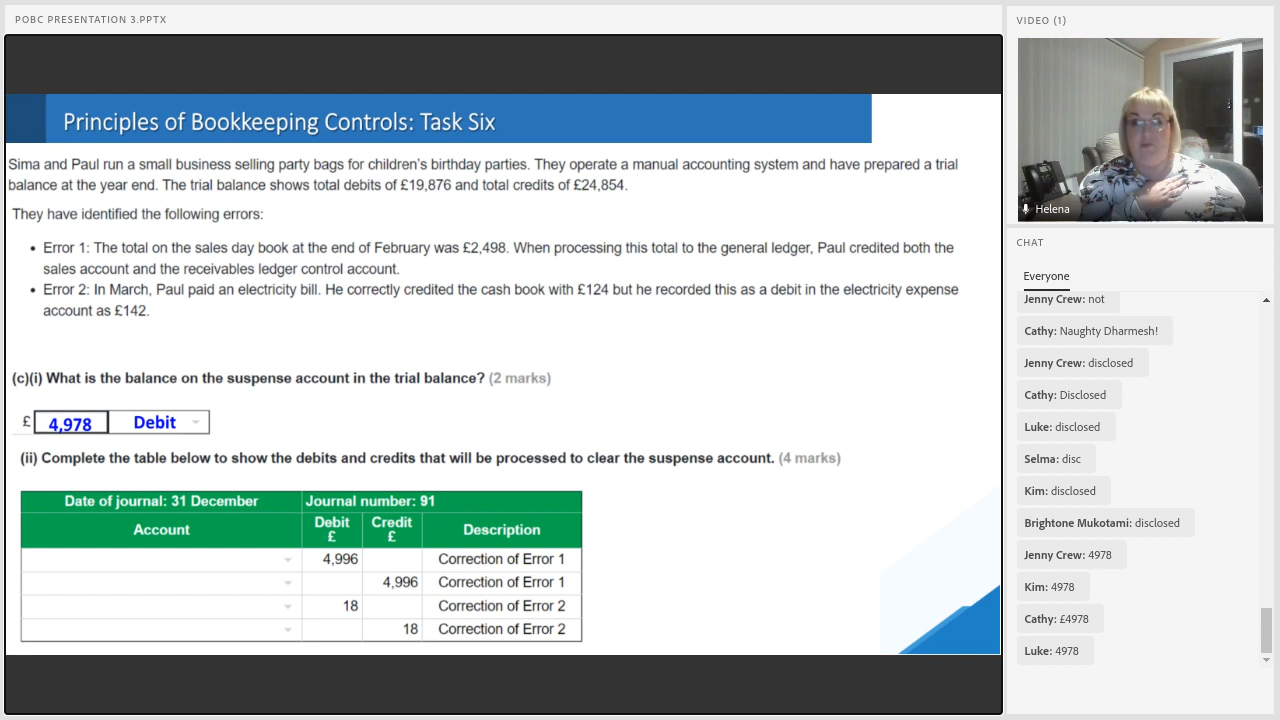 POBC PRESENTATION 3.PPTX
Principles of Bookkeeping Controls: Task Six
Sima and Paul run a small business selling party bags for children's birthday parties. They operate a manual accounting system and have prepared a trial
balance at the year end. The trial balance shows total debits of £19,876 and total credits of £24,854.
They have identified the following errors:
• Error 1: The total on the sales day book at the end of February was £2,498. When processing this total to the general ledger, Paul credited both the
sales account and the receivables ledger control account.
• Error 2: In March, Paul paid an electricity bill. He correctly credited the cash book with £124 but he recorded this as a debit in the electricity expense
account as £142.
(c)(i) What is the balance on the suspense account in the trial balance? (2 marks)
£ 4,978 Debit
(ii) Complete the table below to show the debits and credits that will be processed to clear the suspense account. (4 marks)
Date of journal: 31 December Journal number: 91
Account Debit £ Credit £ Description
4,996 Correction of Error 1
4,996 Correction of Error 1
18 Correction of Error 2
18 Correction of Error 2
VIDEO (1)
Helena
CHAT
Everyone
Jenny Crew: not
Cathy: Naughty Dharmesh!
Jenny Crew: disclosed
Cathy: Disclosed
Luke: disclosed
Selma: disc
Kim: disclosed
Brightone Mukotami: disclosed
Jenny Crew: 4978
Kim: 4978
Cathy: £4978
Luke: 4978